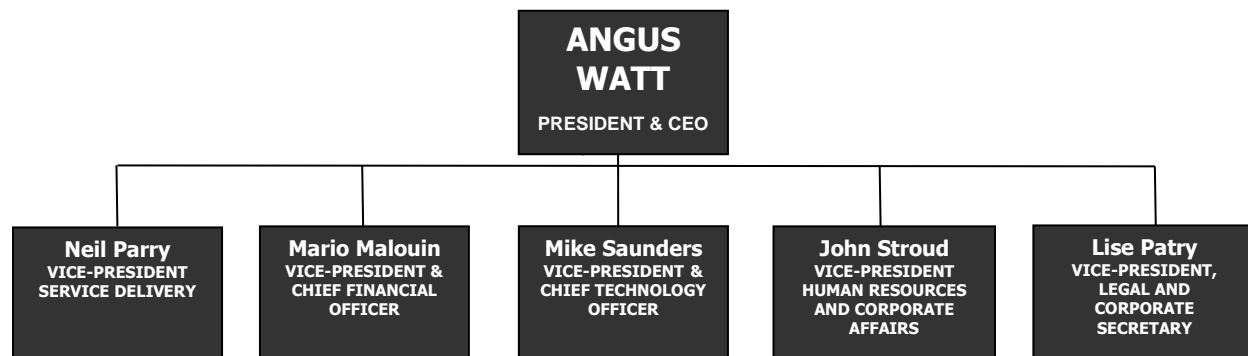 ANGUS
WATT
PRESIDENT & CEO
Neil Parry
VICE-PRESIDENT
SERVICE DELIVERY
Mario Malouin
VICE-PRESIDENT &
CHIEF FINANCIAL
OFFICER
Mike Saunders
VICE-PRESIDENT &
CHIEF TECHNOLOGY
OFFICER
John Stroud
VICE-PRESIDENT
HUMAN RESOURCES
AND CORPORATE
AFFAIRS
Lise Patry
VICE-PRESIDENT,
LEGAL AND
CORPORATE
SECRETARY